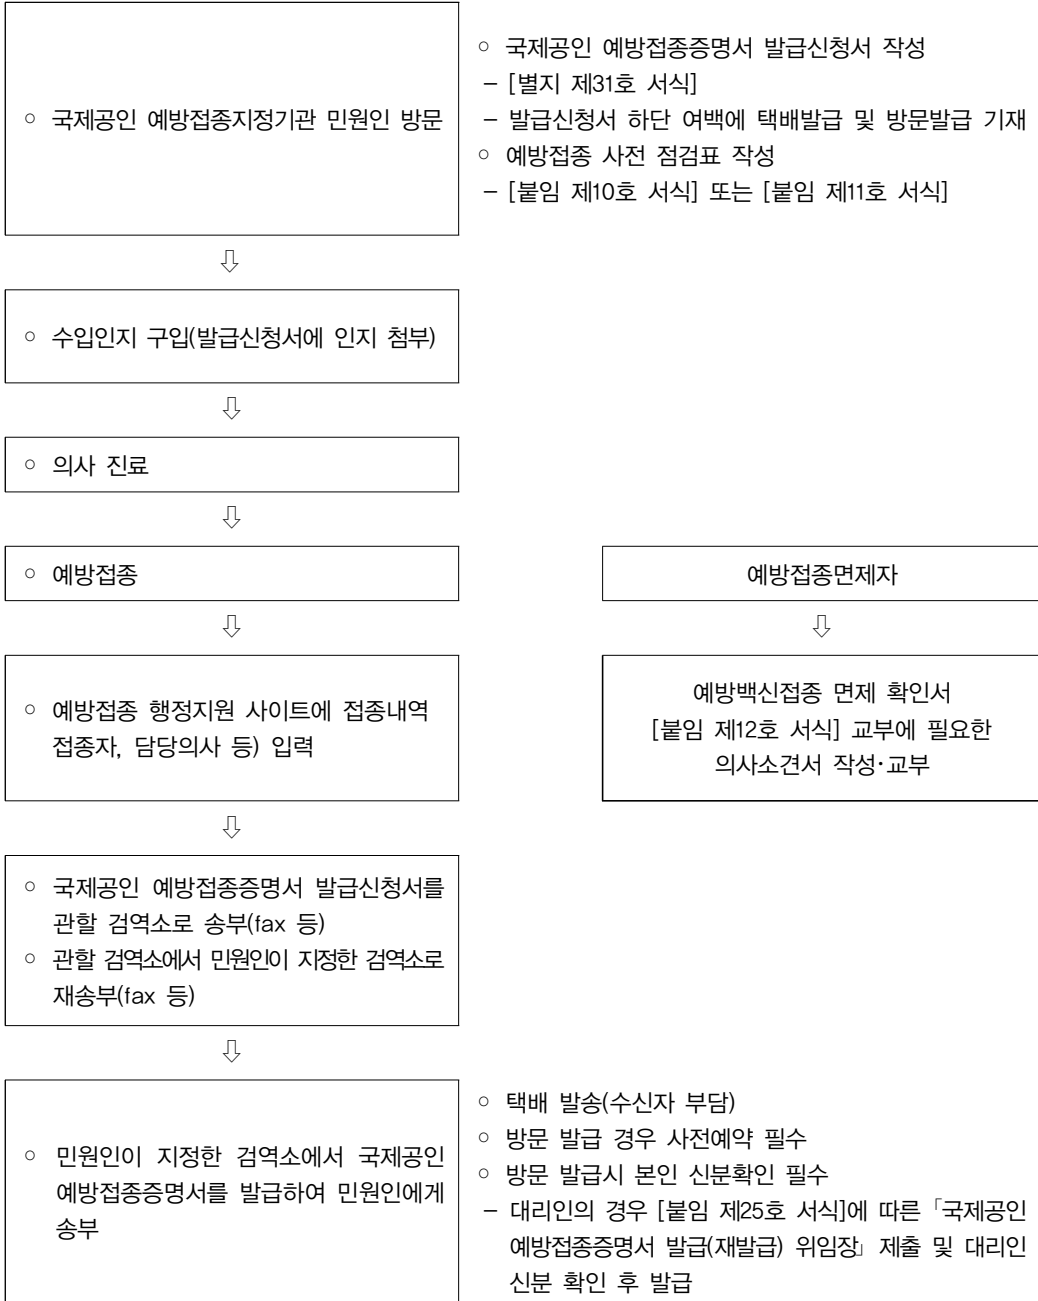 ○ 국제공인 예방접종지정기관 민원인 방문
○ 국제공인 예방접종증명서 발급신청서 작성
- [별지 제31호 서식]
- 발급신청서 하단 여백에 택배발급 및 방문발급 기재
○ 예방접종 사전 점검표 작성
- [붙임 제10호 서식] 또는 [붙임 제11호 서식]
⇩
○ 수입인지 구입(발급신청서에 인지 첨부)
⇩
○ 의사 진료
⇩
○ 예방접종
예방접종면제자
⇩
⇩
○ 예방접종 행정지원 사이트에 접종내역
접종자, 담당의사 등) 입력
예방백신접종 면제 확인서
[붙임 제12호 서식] 교부에 필요한
의사소견서 작성·교부
⇩
○ 국제공인 예방접종증명서 발급신청서를
관할 검역소로 송부(fax 등)
○ 관할 검역소에서 민원인이 지정한 검역소로
재송부(fax 등)
⇩
○ 민원인이 지정한 검역소에서 국제공인
예방접종증명서를 발급하여 민원인에게
송부
○ 택배 발송(수신자 부담)
○ 방문 발급 경우 사전예약 필수
○ 방문 발급시 본인 신분확인 필수
- 대리인의 경우 [붙임 제25호 서식]에 따른「국제공인
예방접종증명서 발급(재발급) 위임장」제출 및 대리인
신분 확인 후 발급